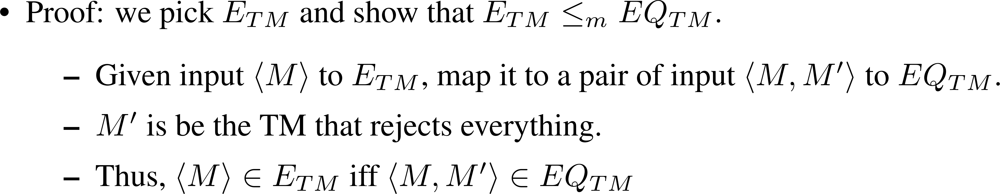 • Proof: we pick $E_{TM}$ and show that $E_{TM} \leq_m EQ_{TM}$.
– Given input $\langle M \rangle$ to $E_{TM}$, map it to a pair of input $\langle M, M' \rangle$ to $EQ_{TM}$.
– $M'$ is be the TM that rejects everything.
– Thus, $\langle M \rangle \in E_{TM}$ iff $\langle M, M' \rangle \in EQ_{TM}$